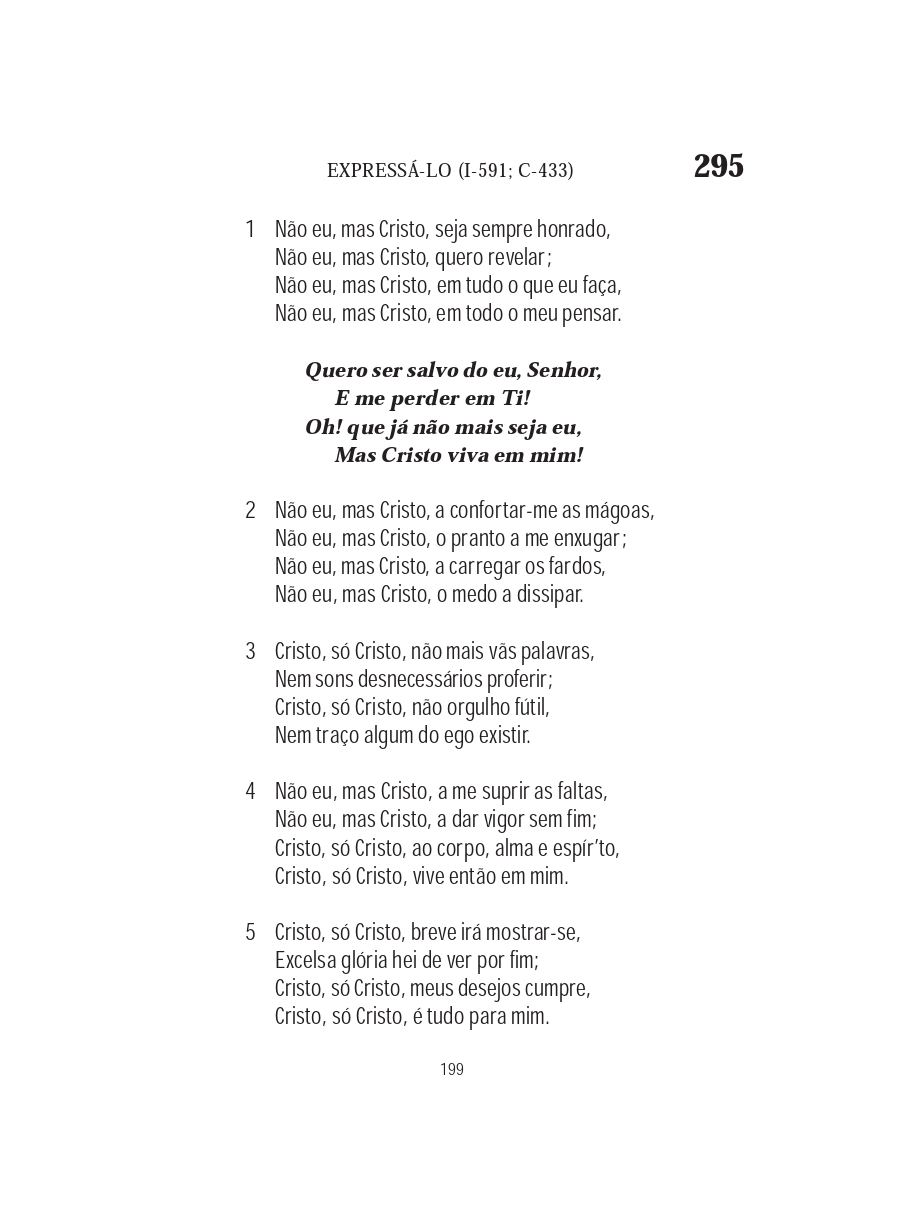 EXPRESSÁ-LO (I-591; C-433) 295
1 Não eu, mas Cristo, seja sempre honrado,
Não eu, mas Cristo, quero revelar;
Não eu, mas Cristo, em tudo o que eu faça,
Não eu, mas Cristo, em todo o meu pensar.
Quero ser salvo do eu, Senhor,
E me perder em Ti!
Oh! que já não mais seja eu,
Mas Cristo viva em mim!
2 Não eu, mas Cristo, a confortar-me as mágoas,
Não eu, mas Cristo, o pranto a me enxugar;
Não eu, mas Cristo, a carregar os fardos,
Não eu, mas Cristo, o medo a dissipar.
3 Cristo, só Cristo, não mais vãs palavras,
Nem sons desnecessários proferir;
Cristo, só Cristo, não orgulho fútil,
Nem traço algum do ego existir.
4 Não eu, mas Cristo, a me suprir as faltas,
Não eu, mas Cristo, a dar vigor sem fim;
Cristo, só Cristo, ao corpo, alma e espír’to,
Cristo, só Cristo, vive então em mim.
5 Cristo, só Cristo, breve irá mostrar-se,
Excelsa glória hei de ver por fim;
Cristo, só Cristo, meus desejos cumpre,
Cristo, só Cristo, é tudo para mim.
199